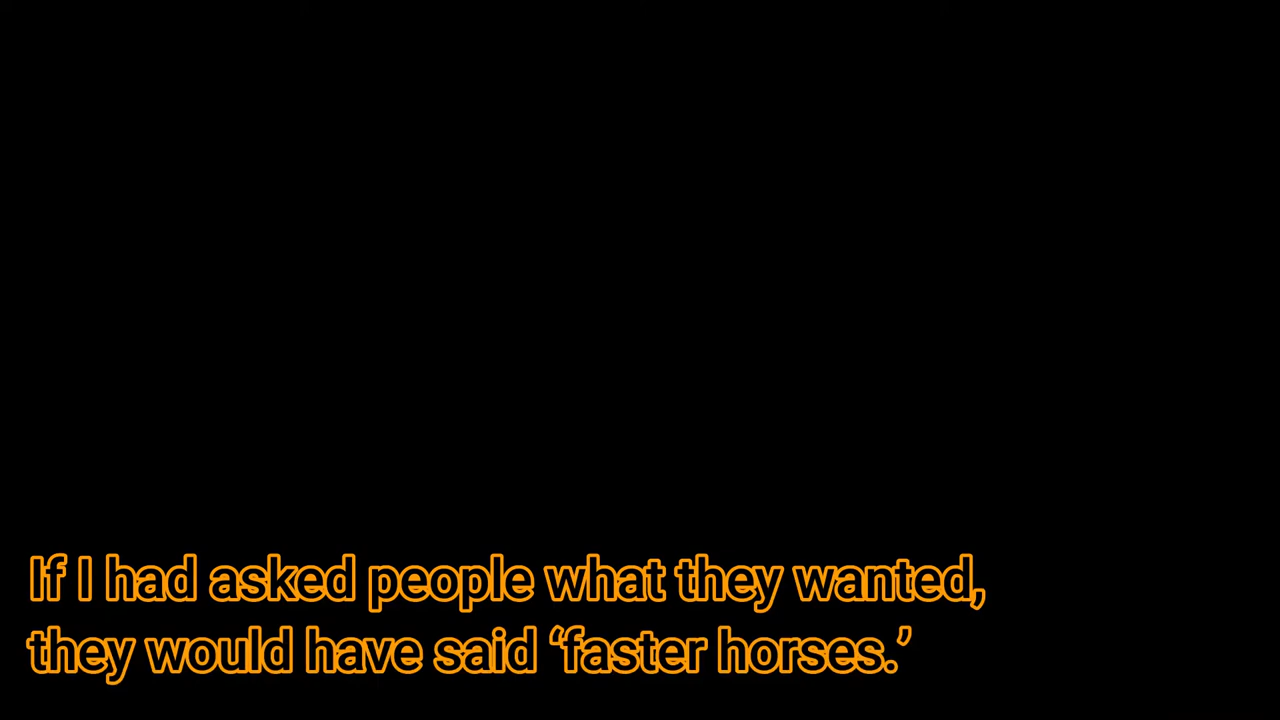 If I had asked people what they wanted,
they would have said ‘faster horses.’